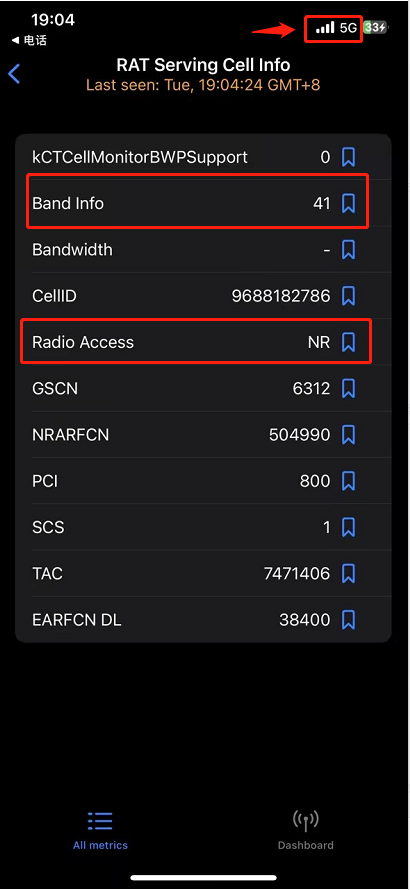 19:04
5G 33
◀ 电话
RAT Serving Cell Info
Last seen: Tue, 19:04:24 GMT+8
kCTCellMonitorBWPSupport 0
Band Info 41
Bandwidth -
CellID 9688182786
Radio Access NR
GSCN 6312
NRARFCN 504990
PCI 800
SCS 1
TAC 7471406
EARFCN DL 38400
All metrics
Dashboard